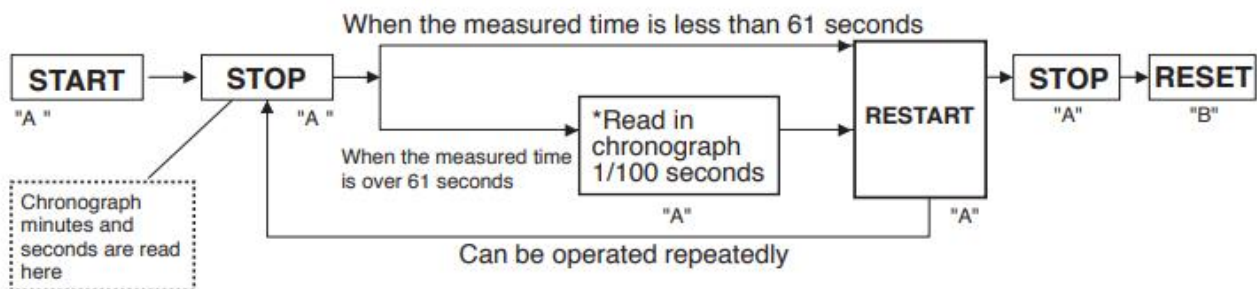 When the measured time is less than 61 seconds
START
STOP
RESTART
STOP
RESET
"A "
"A "
"A"
"B"
*Read in
chronograph
1/100 seconds
When the measured time
is over 61 seconds
Chronograph
minutes and
seconds are read
here
"A"
"A"
Can be operated repeatedly